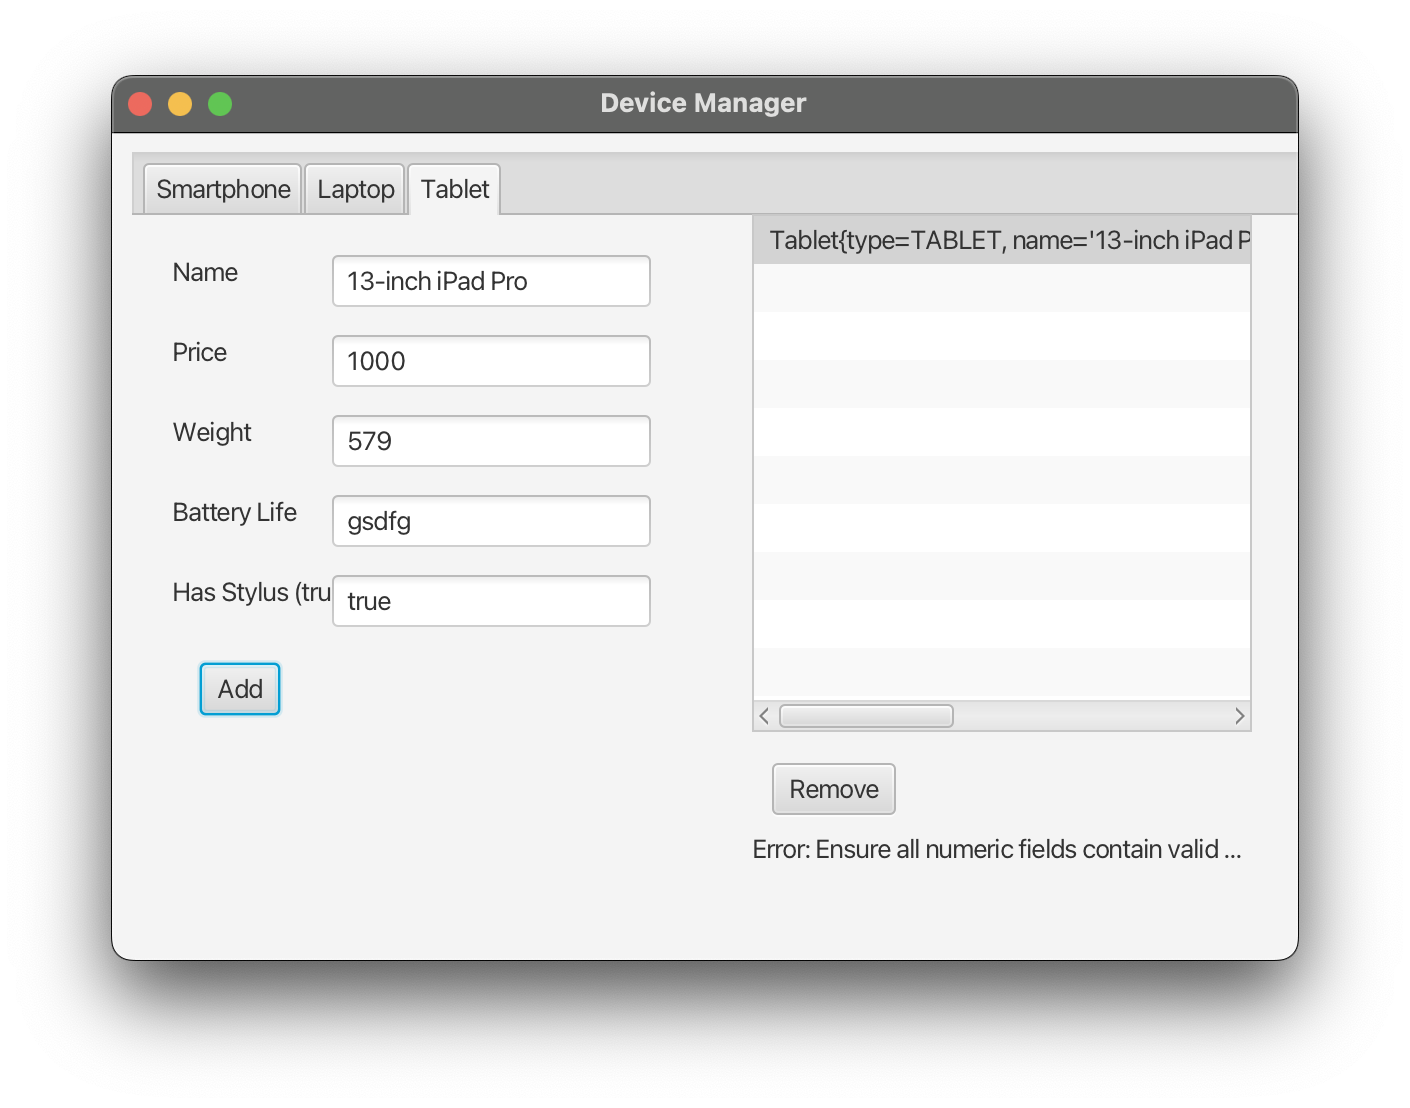 Device Manager
Smartphone Laptop Tablet
Name 13-inch iPad Pro
Price 1000
Weight 579
Battery Life gsdfg
Has Stylus (tru true
Add
Tablet{type=TABLET, name='13-inch iPad P
Remove
Error: Ensure all numeric fields contain valid ...